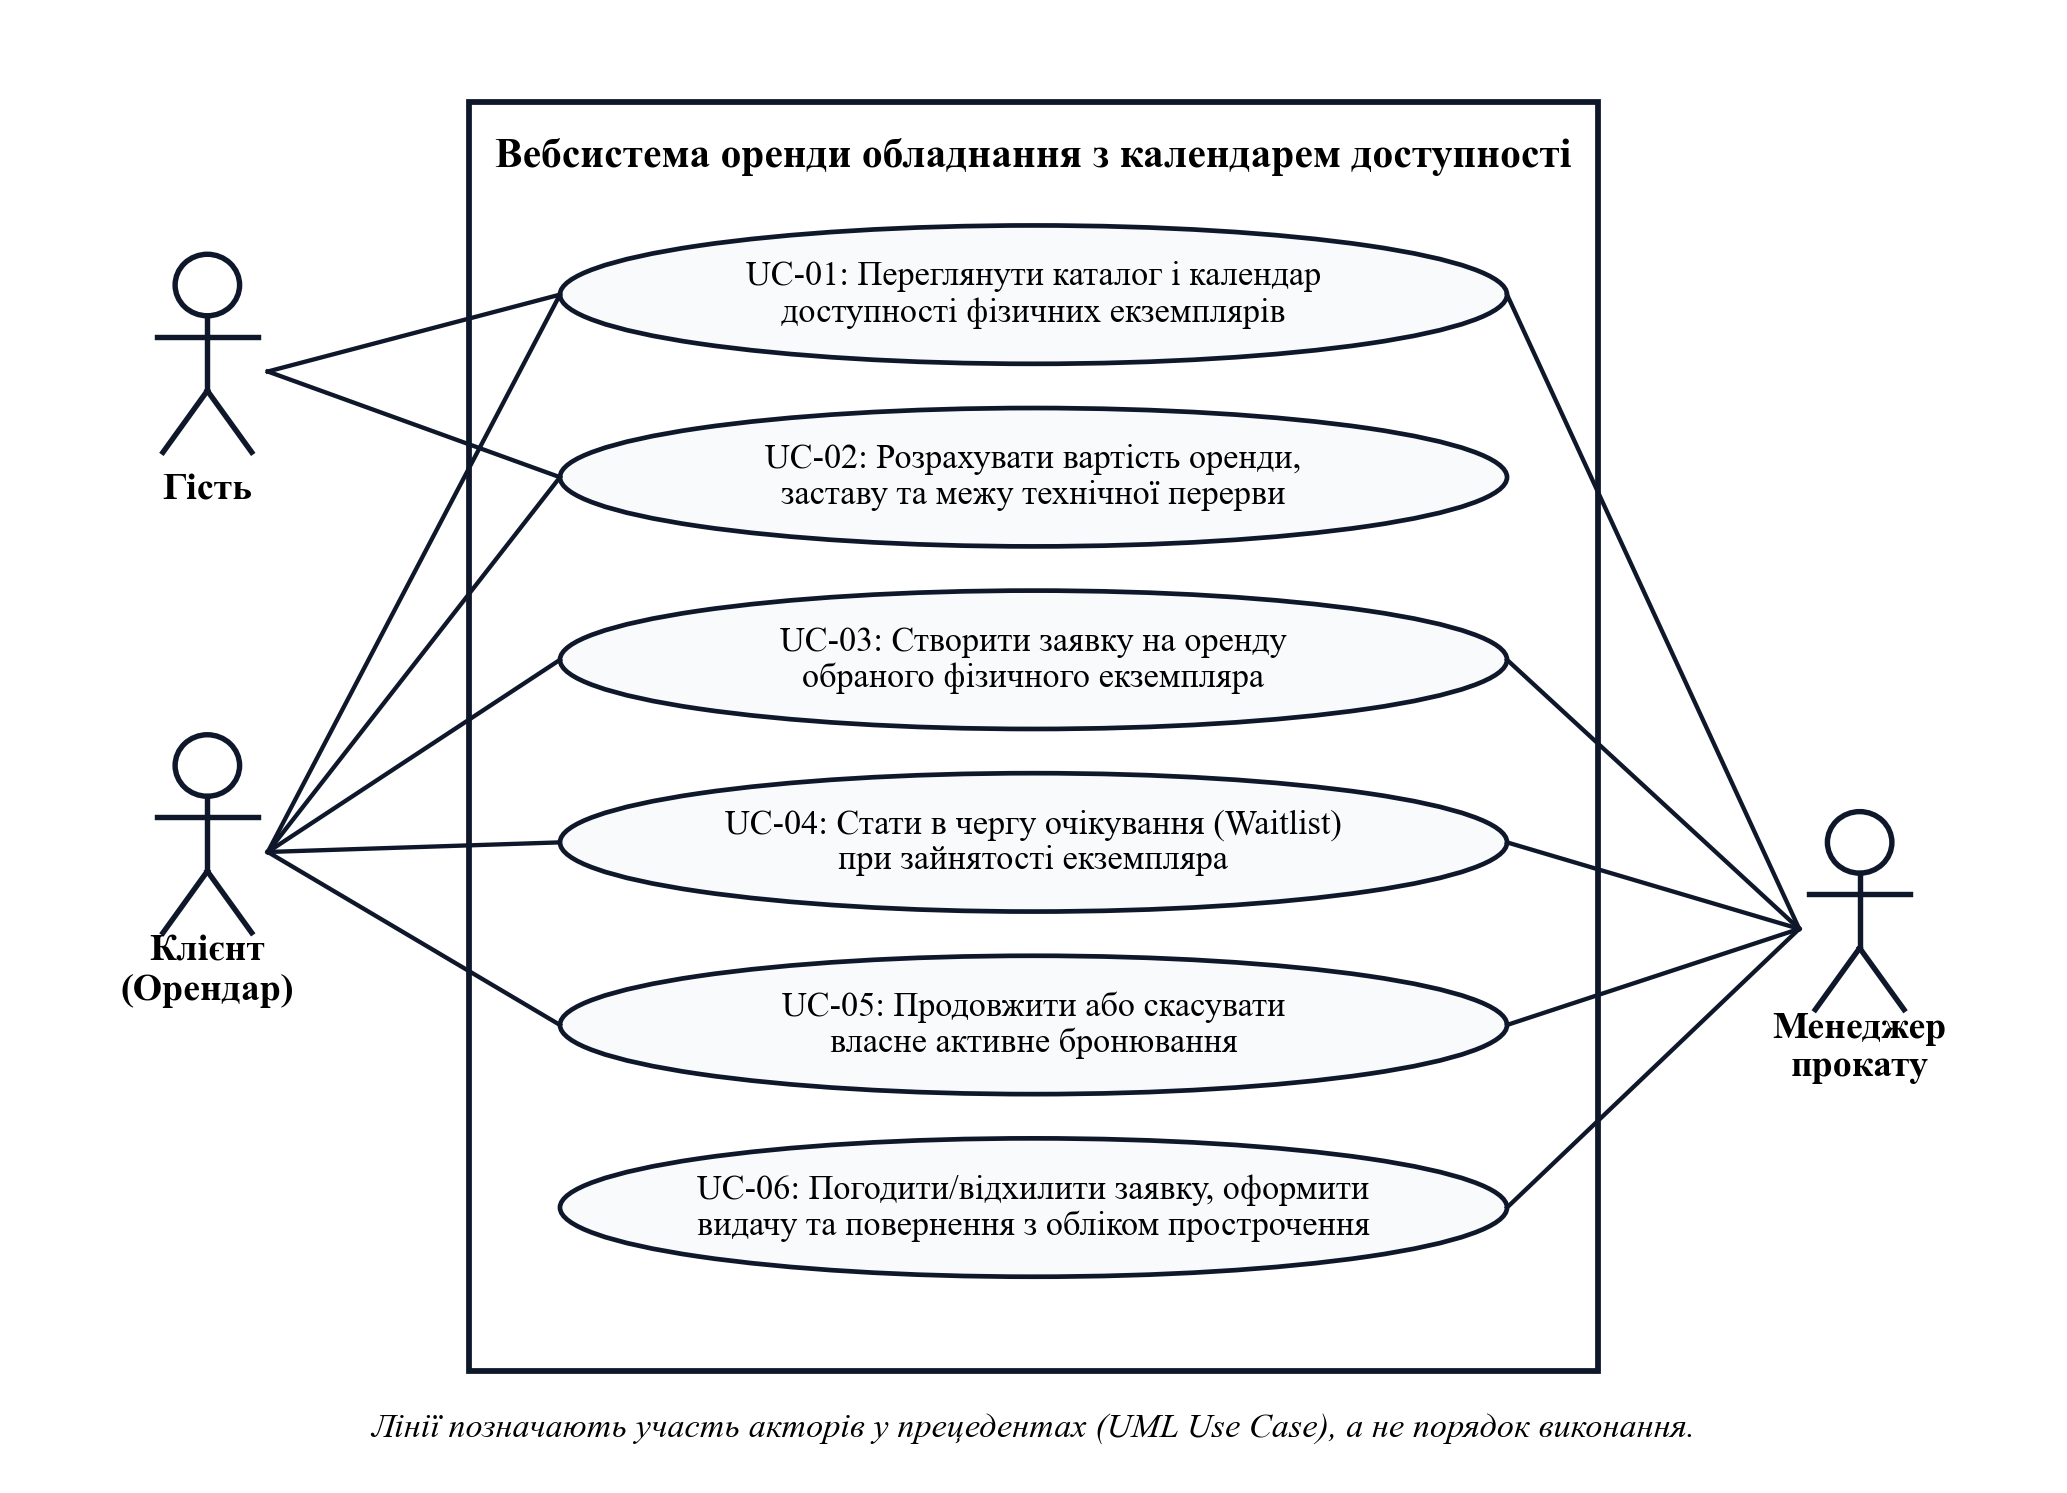 Вебсистема оренди обладнання з календарем доступності
UC-01: Переглянути каталог і календар
доступності фізичних екземплярів
Гість
UC-02: Розрахувати вартість оренди,
заставу та межу технічної перерви
UC-03: Створити заявку на оренду
обраного фізичного екземпляра
UC-04: Стати в чергу очікування (Waitlist)
при зайнятості екземпляра
Клієнт
(Орендар)
UC-05: Продовжити або скасувати
власне активне бронювання
Менеджер
прокату
UC-06: Погодити/відхилити заявку, оформити
видачу та повернення з обліком прострочення
Лінії позначають участь акторів у прецедентах (UML Use Case), а не порядок виконання.